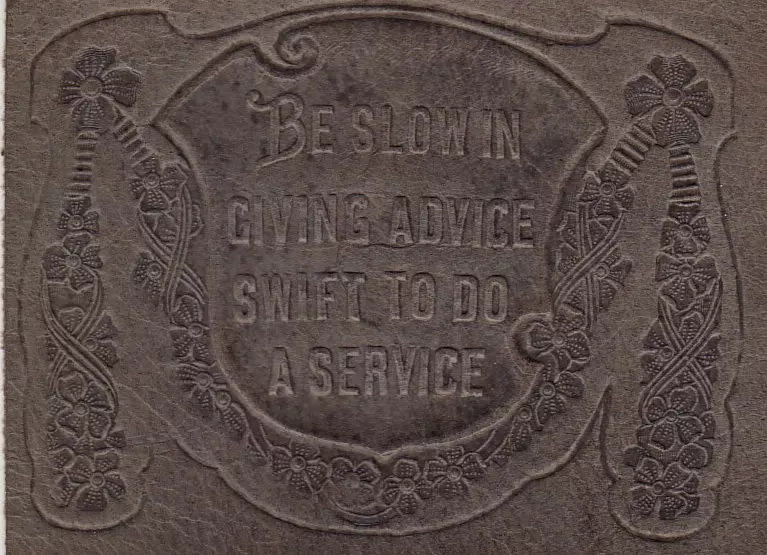 BE SLOW IN
GIVING ADVICE
SWIFT TO DO
A SERVICE